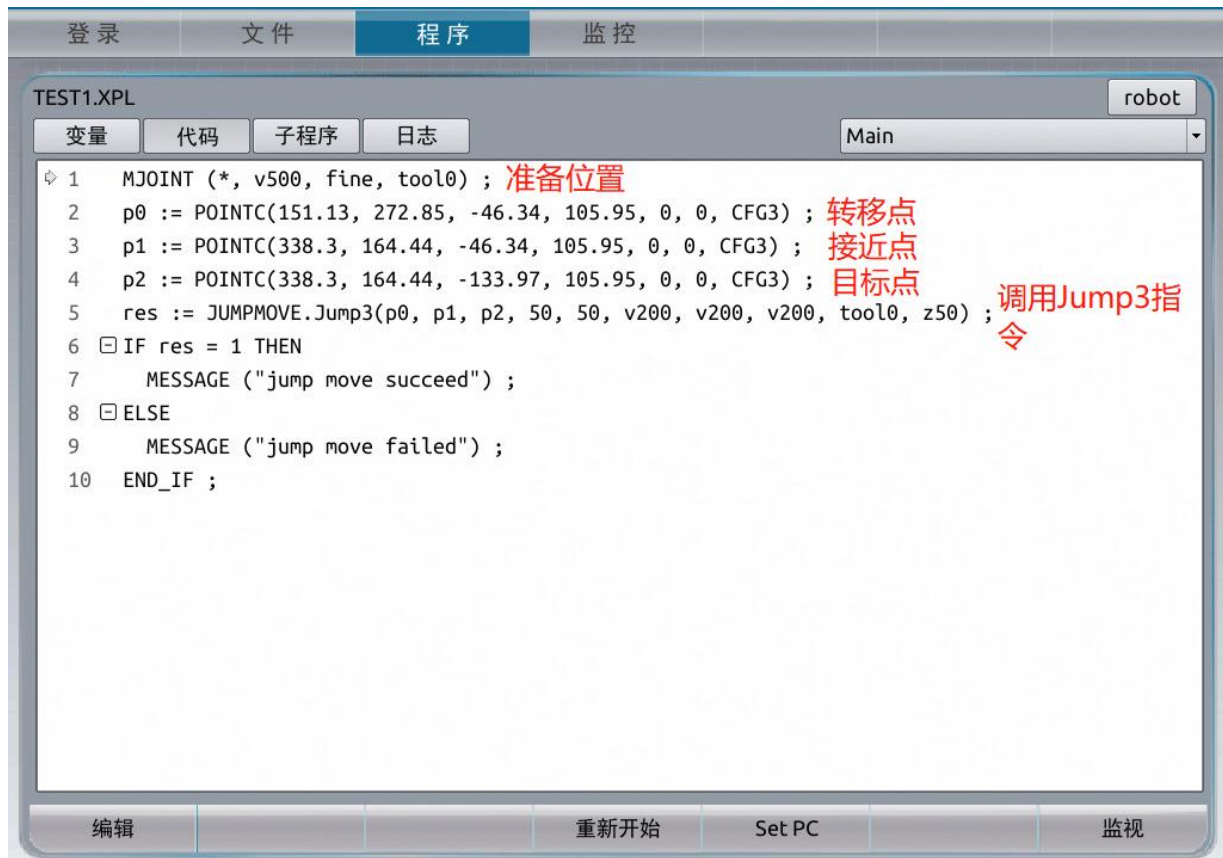 登录 文件 程序 监控
TEST1.XPL robot
变量 代码 子程序 日志 Main
1 MJOINT (*, v500, fine, tool0) ; 准备位置
2 p0 := POINTC(151.13, 272.85, -46.34, 105.95, 0, 0, CFG3) ; 转移点
3 p1 := POINTC(338.3, 164.44, -46.34, 105.95, 0, 0, CFG3) ; 接近点
4 p2 := POINTC(338.3, 164.44, -133.97, 105.95, 0, 0, CFG3) ; 目标点
5 res := JUMPMOVE.Jump3(p0, p1, p2, 50, 50, v200, v200, v200, tool0, z50) ; 调用Jump3指
令
6 IF res = 1 THEN
7 MESSAGE ("jump move succeed") ;
8 ELSE
9 MESSAGE ("jump move failed") ;
10 END_IF ;
编辑 重新开始 Set PC 监视